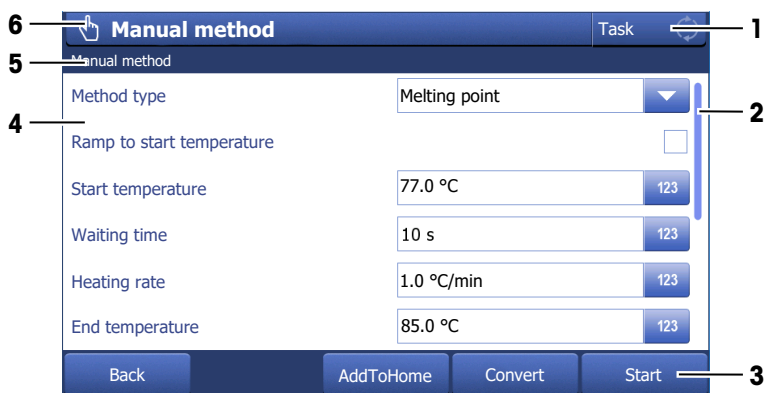 6 Manual method Task 1
5 Manual method
Method type Melting point
2
4
Ramp to start temperature
Start temperature 77.0 °C 123
Waiting time 10 s 123
Heating rate 1.0 °C/min 123
End temperature 85.0 °C 123
Back AddToHome Convert Start 3